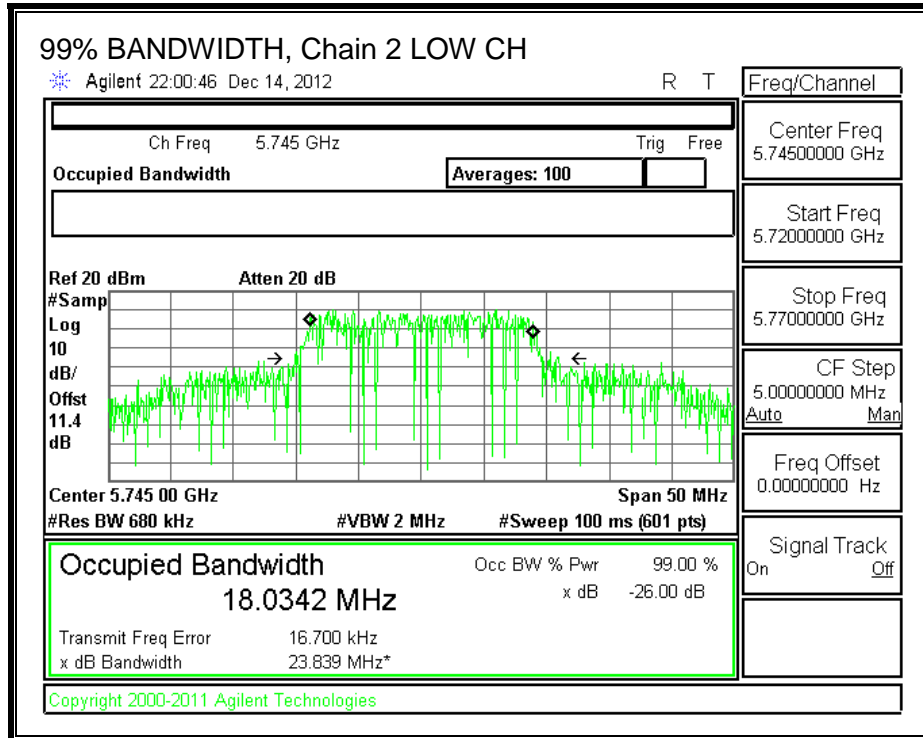 99% BANDWIDTH, Chain 2 LOW CH
Agilent 22:00:46 Dec 14, 2012 R T
Ch Freq 5.745 GHz Trig Free
Occupied Bandwidth Averages: 100
Ref 20 dBm Atten 20 dB
#Samp
Log
10
dB/
Offst
11.4
dB
Center 5.745 00 GHz Span 50 MHz
#Res BW 680 kHz #VBW 2 MHz #Sweep 100 ms (601 pts)
Occupied Bandwidth Occ BW % Pwr 99.00 %
18.0342 MHz x dB -26.00 dB
Transmit Freq Error 16.700 kHz
x dB Bandwidth 23.839 MHz*
Copyright 2000-2011 Agilent Technologies
Freq/Channel
Center Freq
5.74500000 GHz
Start Freq
5.72000000 GHz
Stop Freq
5.77000000 GHz
CF Step
5.00000000 MHz
Auto Man
Freq Offset
0.00000000 Hz
Signal Track
On Off